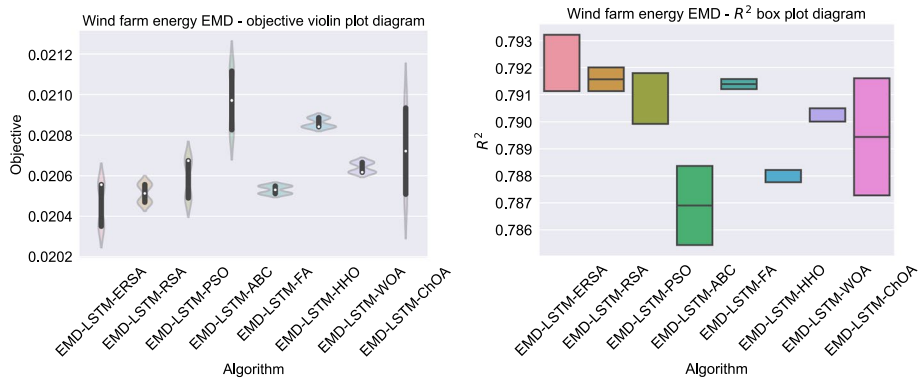 Wind farm energy EMD - objective violin plot diagram
0.0212
0.0210
0.0208
0.0206
0.0204
0.0202
Objective
EMD-LSTM-ERSA
EMD-LSTM-RSA
EMD-LSTM-PSO
EMD-LSTM-ABC
EMD-LSTM-FA
EMD-LSTM-HHO
EMD-LSTM-WOA
EMD-LSTM-ChOA
Algorithm
Wind farm energy EMD - R² box plot diagram
0.793
0.792
0.791
0.790
0.789
0.788
0.787
0.786
R²
EMD-LSTM-ERSA
EMD-LSTM-RSA
EMD-LSTM-PSO
EMD-LSTM-ABC
EMD-LSTM-FA
EMD-LSTM-HHO
EMD-LSTM-WOA
EMD-LSTM-ChOA
Algorithm